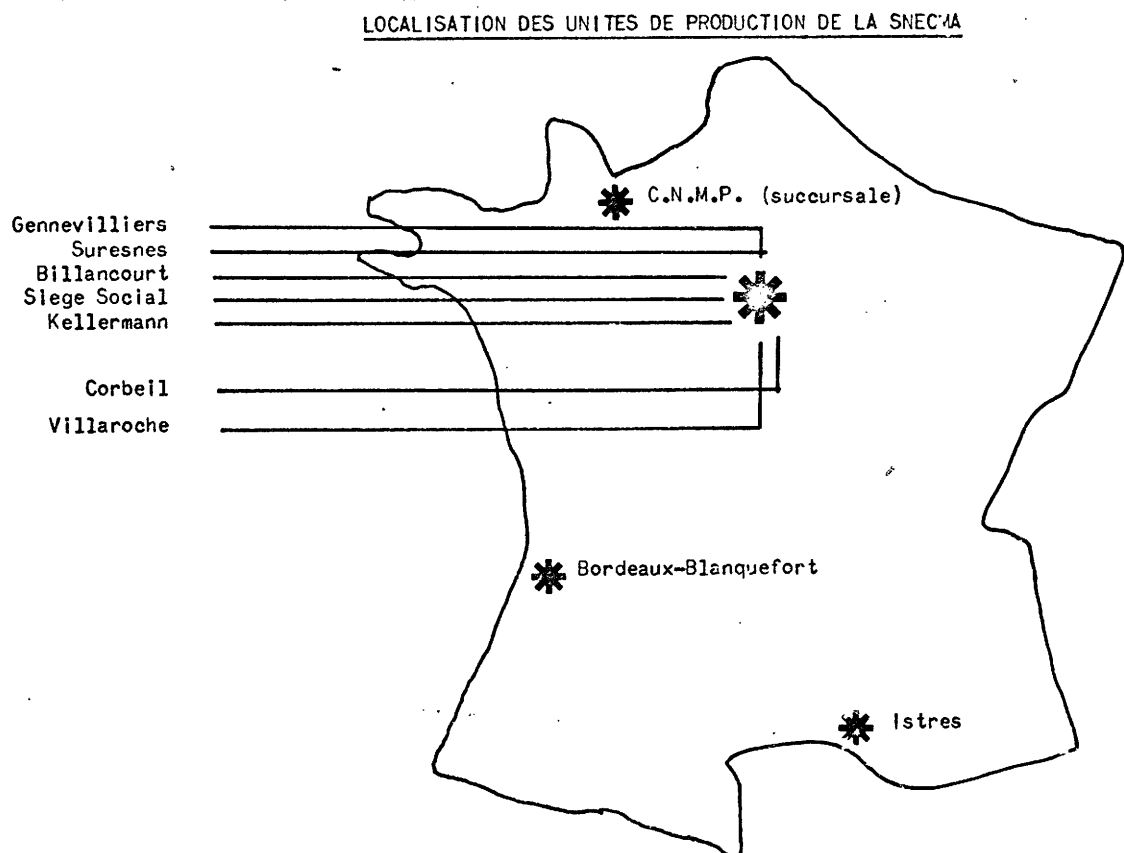 LOCALISATION DES UNITES DE PRODUCTION DE LA SNECMA
C.N.M.P. (succursale)
Gennevilliers
Suresnes
Billancourt
Siege Social
Kellermann
Corbeil
Villaroche
Bordeaux-Blanquefort
Istres